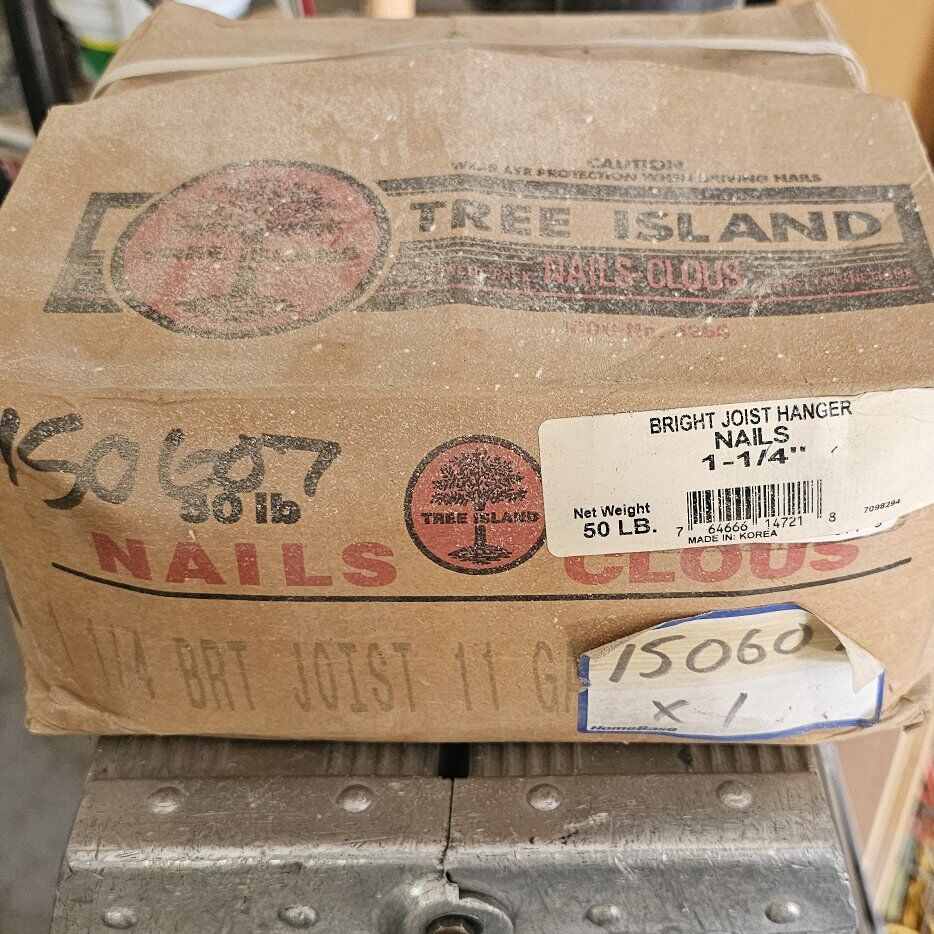 CAUTION
WEAR EYE PROTECTION WHEN DRIVING NAILS
TREE ISLAND
TREE ISLAND
NAILS-CLOUS
150607
50 lb
TREE ISLAND
NAILS CLOUS
BRIGHT JOIST HANGER
NAILS
1-1/4"
Net Weight
50 LB.
7 64666 14721 8
7098294
MADE IN: KOREA
1/4 BRT JOIST 11 GA
15060
x 1
HomeBase